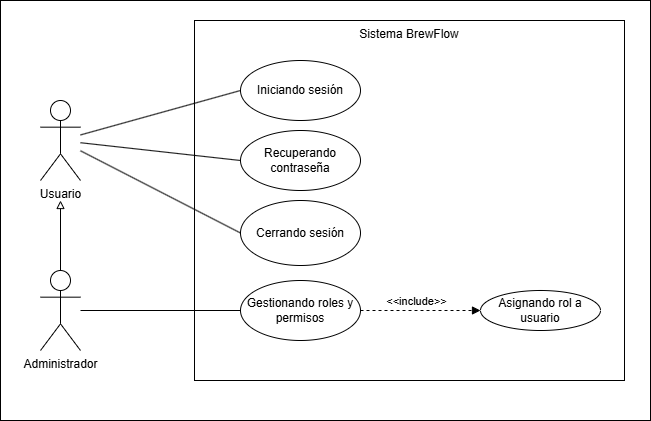 Sistema BrewFlow
Iniciando sesión
Recuperando
contraseña
Usuario
Cerrando sesión
Gestionando roles y
permisos
<<include>>
Asignando rol a
usuario
Administrador